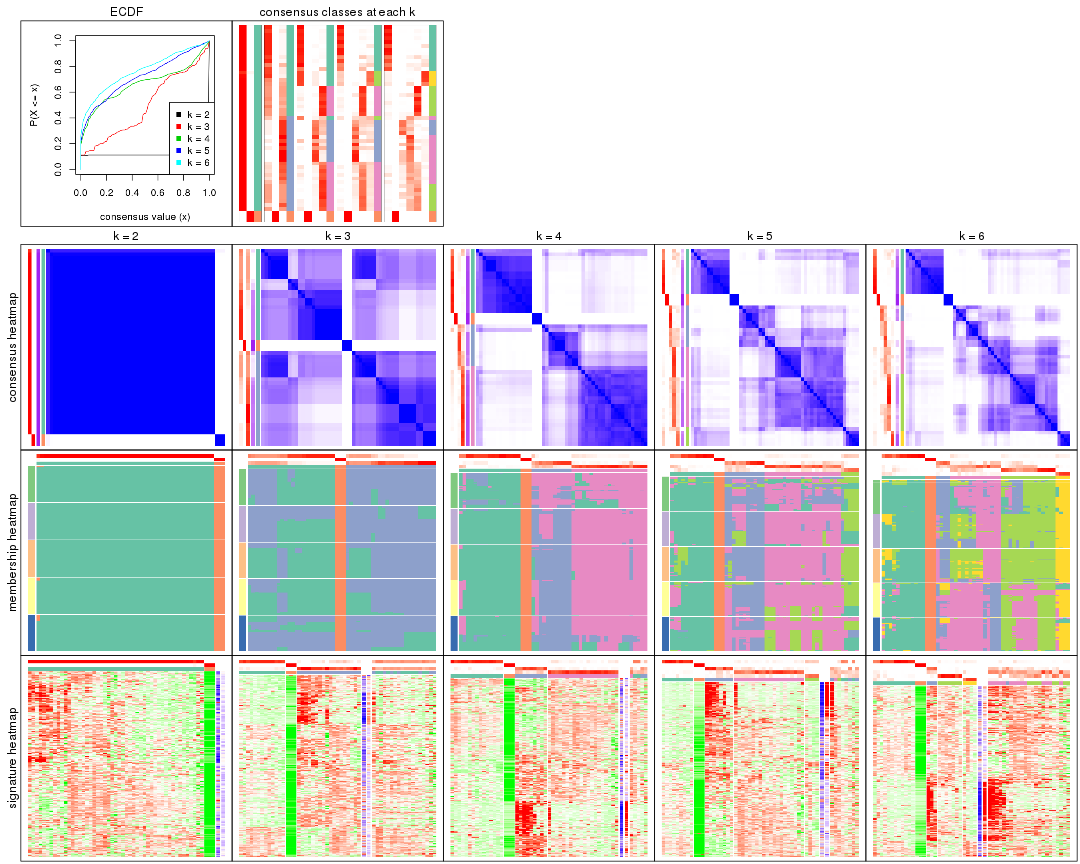 ECDF
consensus classes at each k
P(X <= x)
1.0
0.8
0.6
0.4
0.2
0.0
k = 2
k = 3
k = 4
k = 5
k = 6
0.0 0.2 0.4 0.6 0.8 1.0
consensus value (x)
k = 2
k = 3
k = 4
k = 5
k = 6
consensus heatmap
membership heatmap
signature heatmap